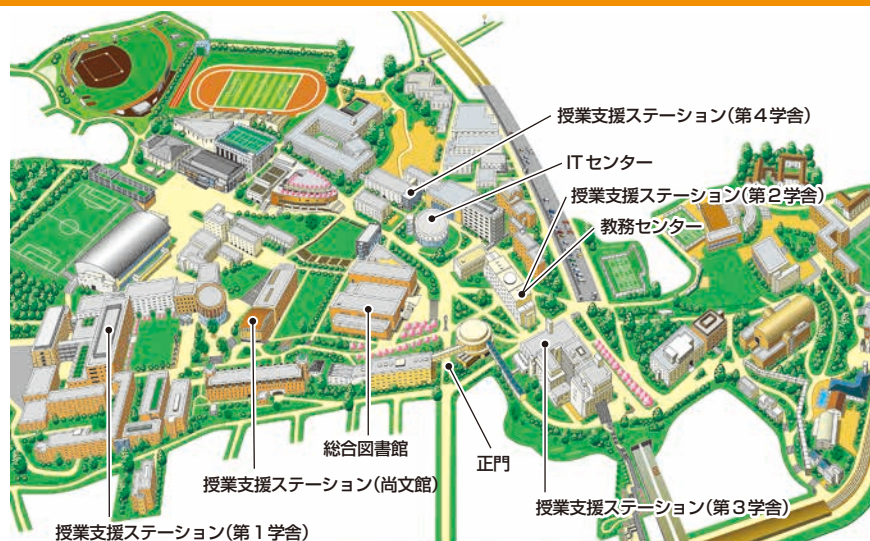 授業支援ステーション(第4学舎)
ITセンター
授業支援ステーション(第2学舎)
教務センター
総合図書館
正門
授業支援ステーション(尚文館)
授業支援ステーション(第3学舎)
授業支援ステーション(第1学舎)